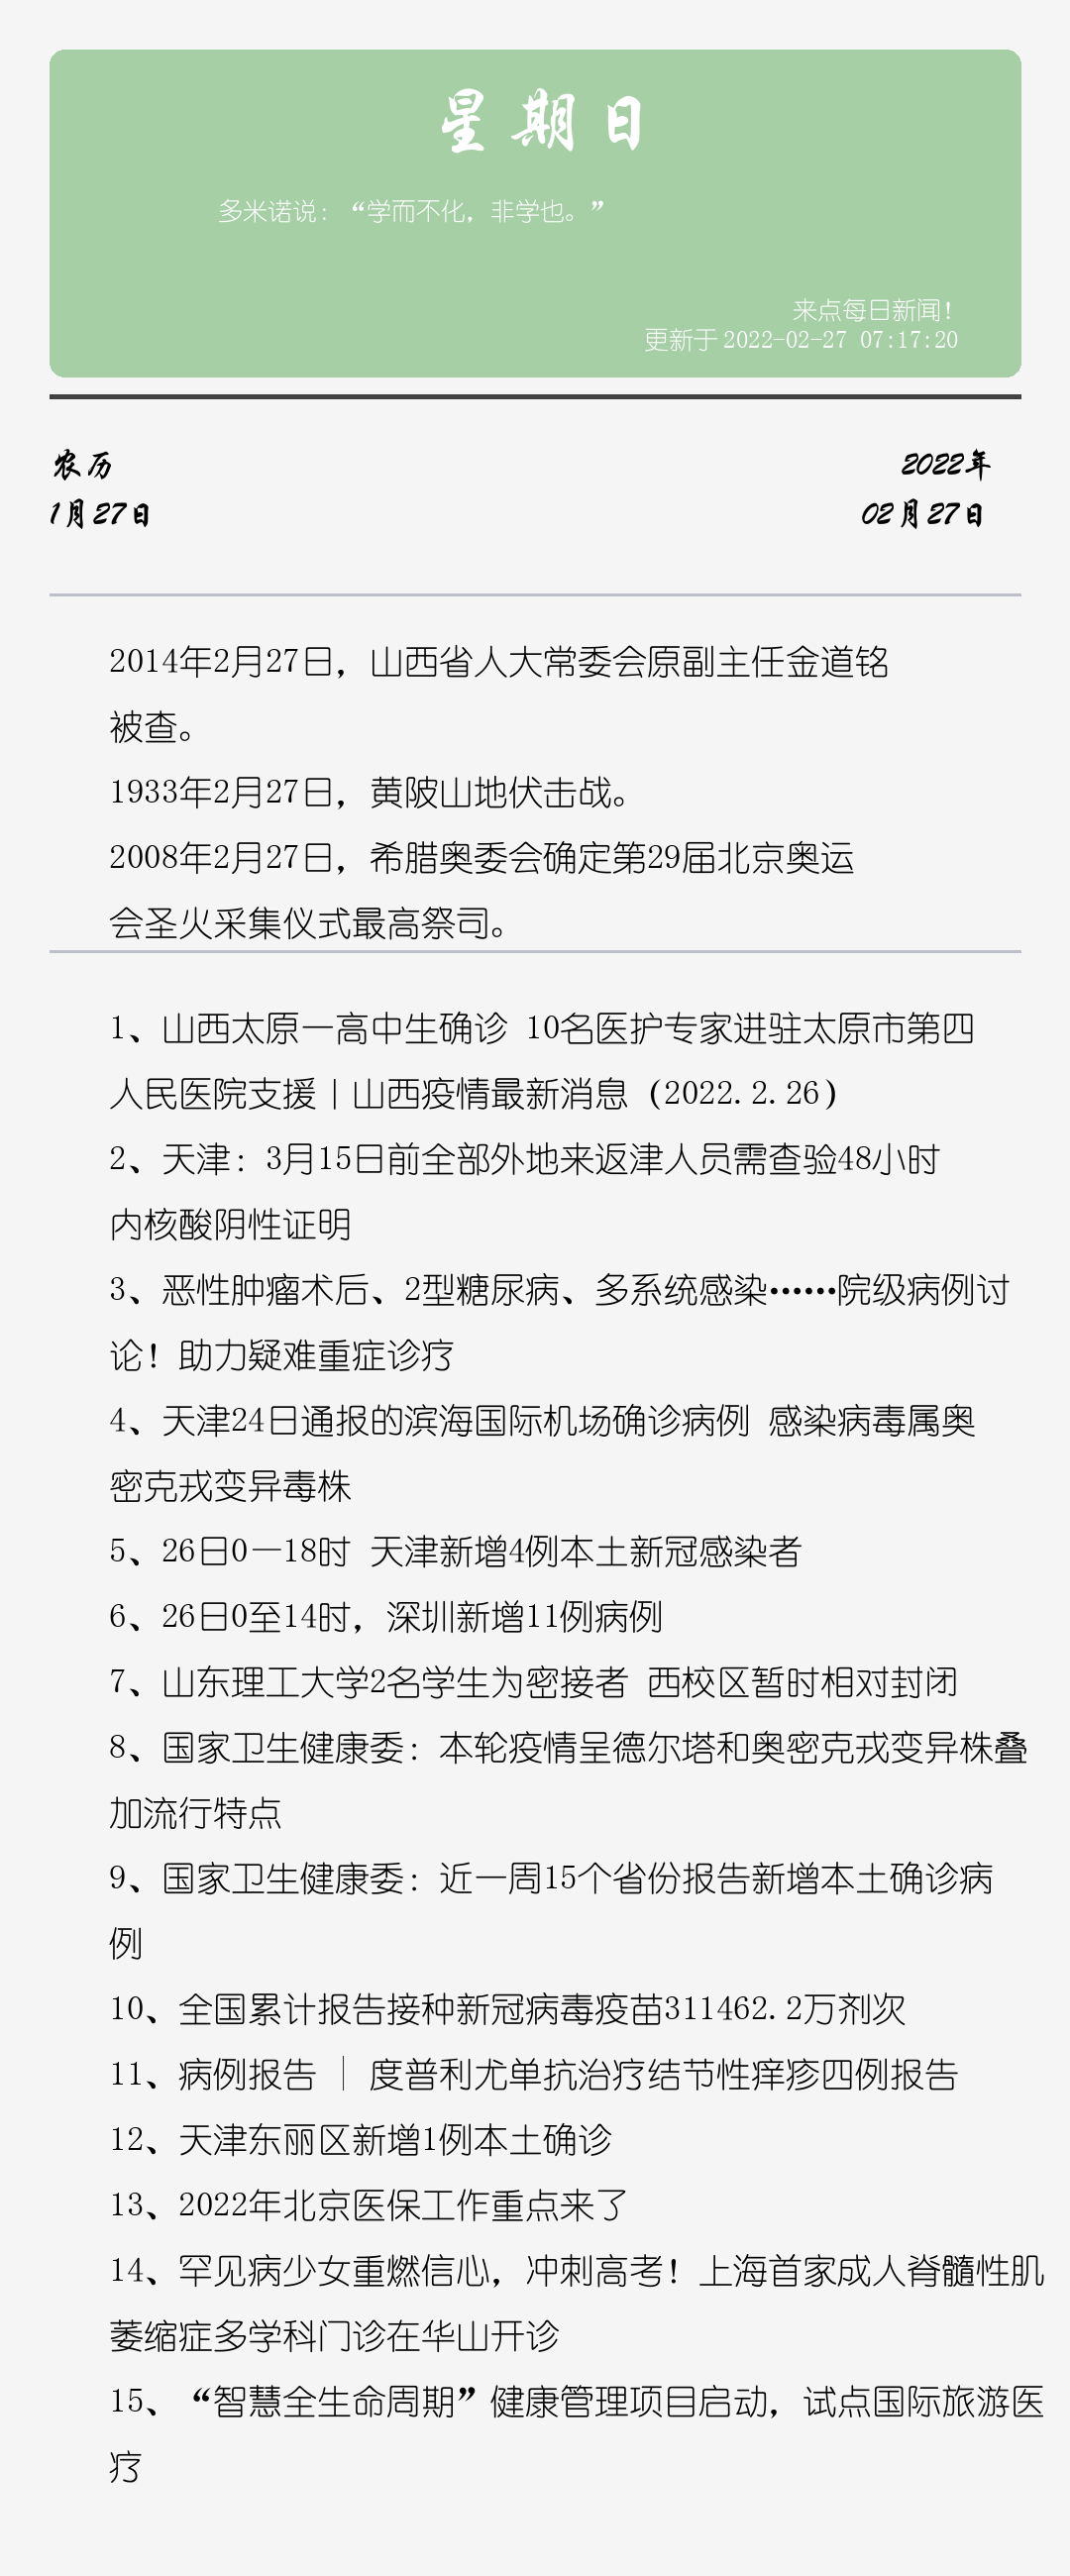 星期日
多米诺说：“学而不化，非学也。”
来点每日新闻！
更新于 2022-02-27 07:17:20
农历
2022年
1月27日
02月27日
2014年2月27日，山西省人大常委会原副主任金道铭
被查。
1933年2月27日，黄陂山地伏击战。
2008年2月27日，希腊奥委会确定第29届北京奥运
会圣火采集仪式最高祭司。
1、山西太原一高中生确诊 10名医护专家进驻太原市第四
人民医院支援丨山西疫情最新消息（2022.2.26）
2、天津：3月15日前全部外地来返津人员需查验48小时
内核酸阴性证明
3、恶性肿瘤术后、2型糖尿病、多系统感染……院级病例讨
论！助力疑难重症诊疗
4、天津24日通报的滨海国际机场确诊病例 感染病毒属奥
密克戎变异毒株
5、26日0—18时 天津新增4例本土新冠感染者
6、26日0至14时，深圳新增11例病例
7、山东理工大学2名学生为密接者 西校区暂时相对封闭
8、国家卫生健康委：本轮疫情呈德尔塔和奥密克戎变异株叠
加流行特点
9、国家卫生健康委：近一周15个省份报告新增本土确诊病
例
10、全国累计报告接种新冠病毒疫苗311462.2万剂次
11、病例报告 │ 度普利尤单抗治疗结节性痒疹四例报告
12、天津东丽区新增1例本土确诊
13、2022年北京医保工作重点来了
14、罕见病少女重燃信心，冲刺高考！上海首家成人脊髓性肌
萎缩症多学科门诊在华山开诊
15、“智慧全生命周期”健康管理项目启动，试点国际旅游医
疗